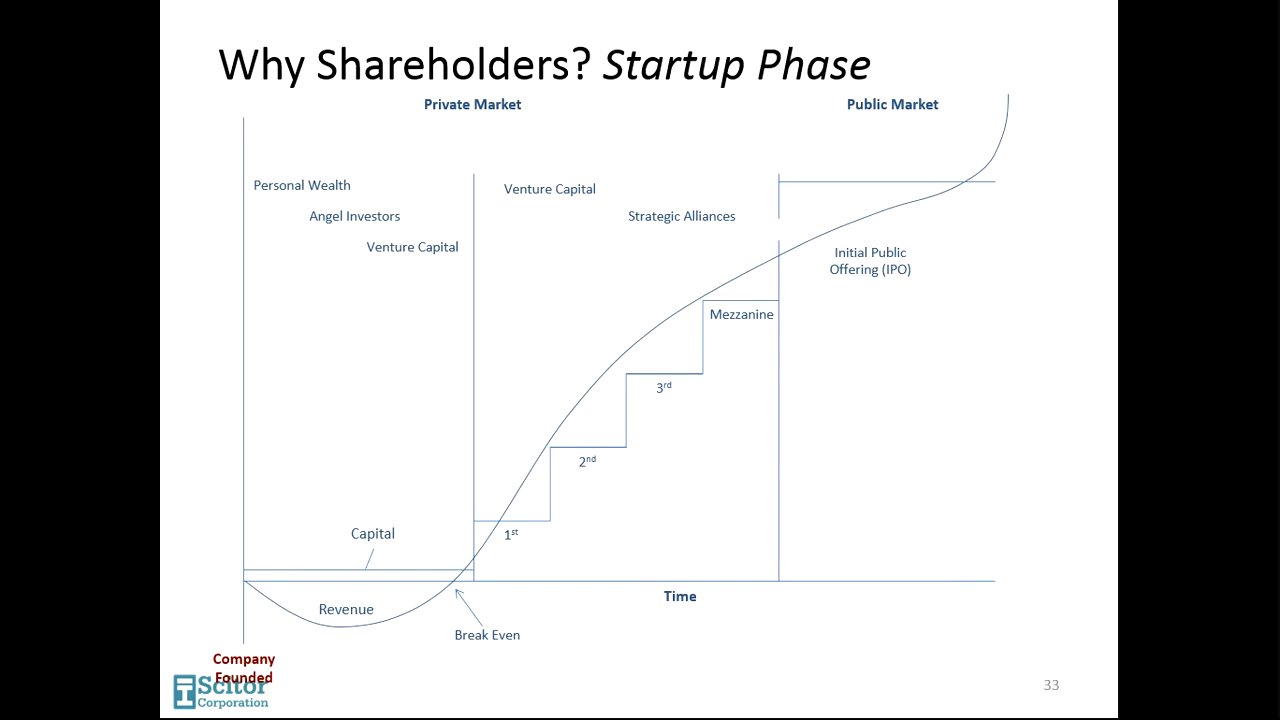 Why Shareholders? Startup Phase
Private Market
Public Market
Personal Wealth
Venture Capital
Angel Investors
Strategic Alliances
Venture Capital
Initial Public
Offering (IPO)
Mezzanine
3rd
2nd
Capital
1st
Time
Revenue
Break Even
Company
Founded
Scitor
Corporation
33